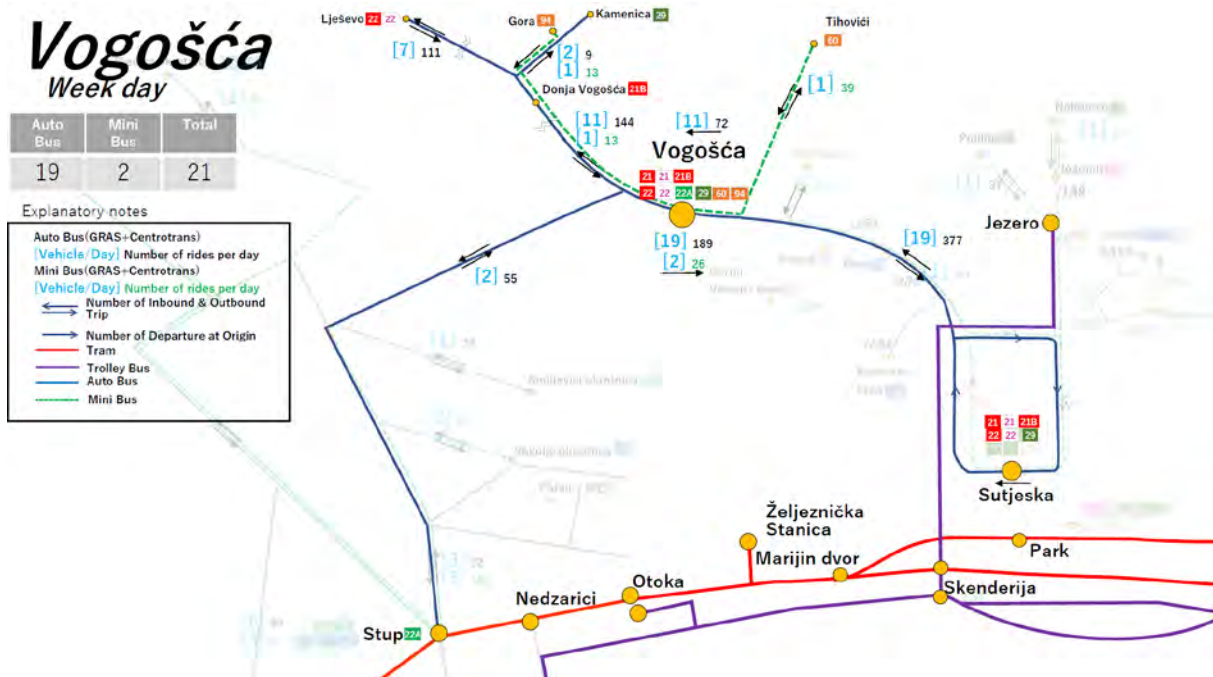 Vogošća
Week day
Auto Bus
Mini Bus
Total
19
2
21
Explanatory notes
Auto Bus(GRAS+Centrotrans)
[Vehicle/Day] Number of rides per day
Mini Bus(GRAS+Centrotrans)
[Vehicle/Day] Number of rides per day
Number of Inbound & Outbound
Trip
Number of Departure at Origin
Tram
Trolley Bus
Auto Bus
Mini Bus
Lješevo 22 22
[7] 111
Gora 94
Kamenica 29
[2] 9
[1] 13
Donja Vogošća 21B
[11] 144
[1] 13
Tihovići
60
[1] 39
[11] 72
Vogošća
21 21 21B
22 22 22A 29 60 94
[19] 189
[2] 26
[19] 377
[2] 55
Jezero
21 21 21B
22 22 29
Sutjeska
Željeznička
Stanica
Marijin dvor
Park
Otoka
Skenderija
Nedzarici
Stup 22A